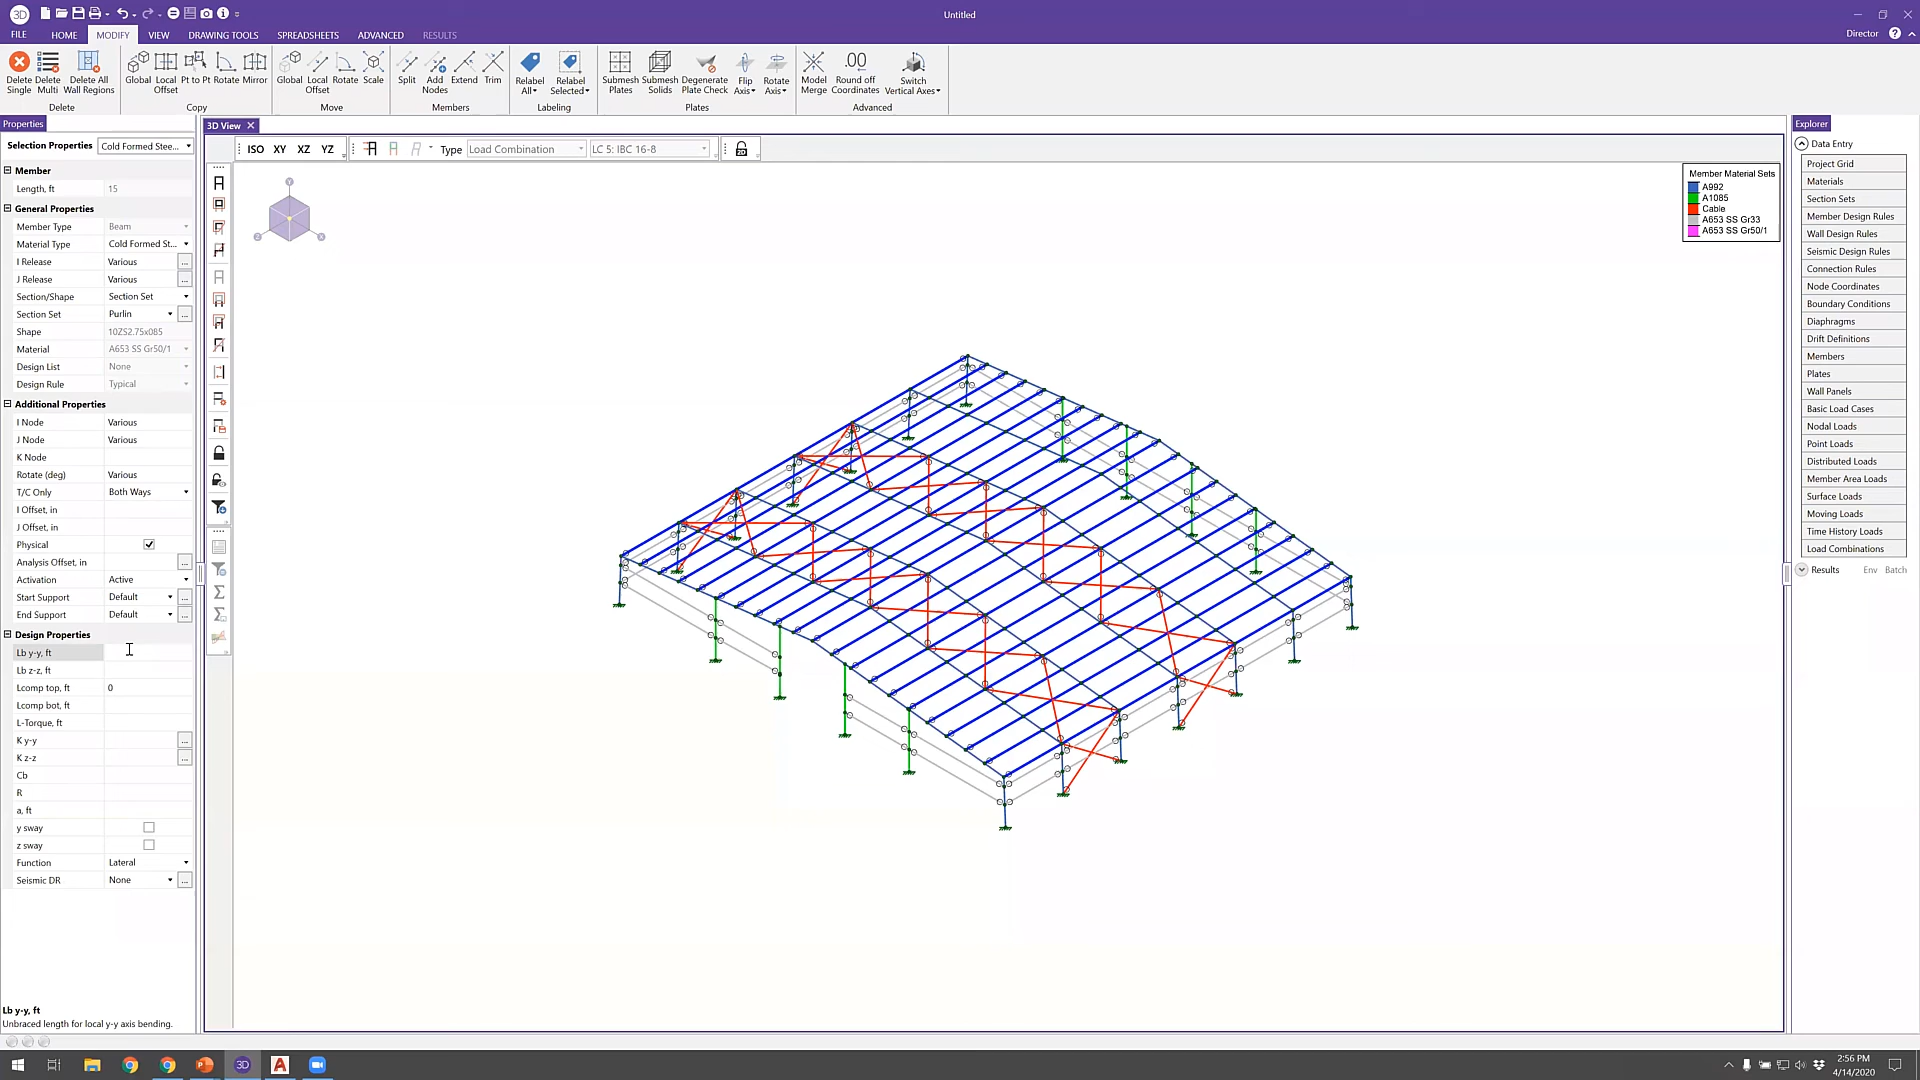 3D
Untitled
FILE HOME MODIFY VIEW DRAWING TOOLS SPREADSHEETS ADVANCED RESULTS
Director
Delete Single
Delete Multi
Delete All Wall Regions
Global
Local Offset
Pt to Pt
Rotate
Mirror
Global
Local Offset
Rotate
Scale
Split
Add Nodes
Extend
Trim
Relabel All
Relabel Selected
Submesh Plates
Submesh Solids
Degenerate Plate Check
Flip Axis
Rotate Axis
Model Merge
.00
Round off Coordinates
Switch Vertical Axes
Delete Copy Move Members Labeling Plates Advanced
Properties
Selection Properties Cold Formed Stee...
Member
Length, ft 15
General Properties
Member Type Beam
Material Type Cold Formed St...
I Release Various ...
J Release Various ...
Section/Shape Section Set
Section Set Purlin ...
Shape 10ZS2.75x085
Material A653 SS Gr50/1
Design List None
Design Rule Typical
Additional Properties
I Node Various
J Node Various
K Node
Rotate (deg) Various
T/C Only Both Ways
I Offset, in
J Offset, in
Physical
Analysis Offset, in ...
Activation Active
Start Support Default ...
End Support Default ...
Design Properties
Lb y-y, ft
Lb z-z, ft
Lcomp top, ft 0
Lcomp bot, ft
L-Torque, ft
K y-y ...
K z-z ...
Cb
R
a, ft
y sway
z sway
Function Lateral
Seismic DR None ...
Lb y-y, ft
Unbraced length for local y-y axis bending.
3D View
ISO XY XZ YZ Type Load Combination LC 5: IBC 16-8
Y
Z X
Member Material Sets
A992
A1085
Cable
A653 SS Gr33
A653 SS Gr50/1
Explorer
Data Entry
Project Grid
Materials
Section Sets
Member Design Rules
Wall Design Rules
Seismic Design Rules
Connection Rules
Node Coordinates
Boundary Conditions
Diaphragms
Drift Definitions
Members
Plates
Wall Panels
Basic Load Cases
Nodal Loads
Point Loads
Distributed Loads
Member Area Loads
Surface Loads
Moving Loads
Time History Loads
Load Combinations
Results Env Batch
3D
2:56 PM
4/14/2020